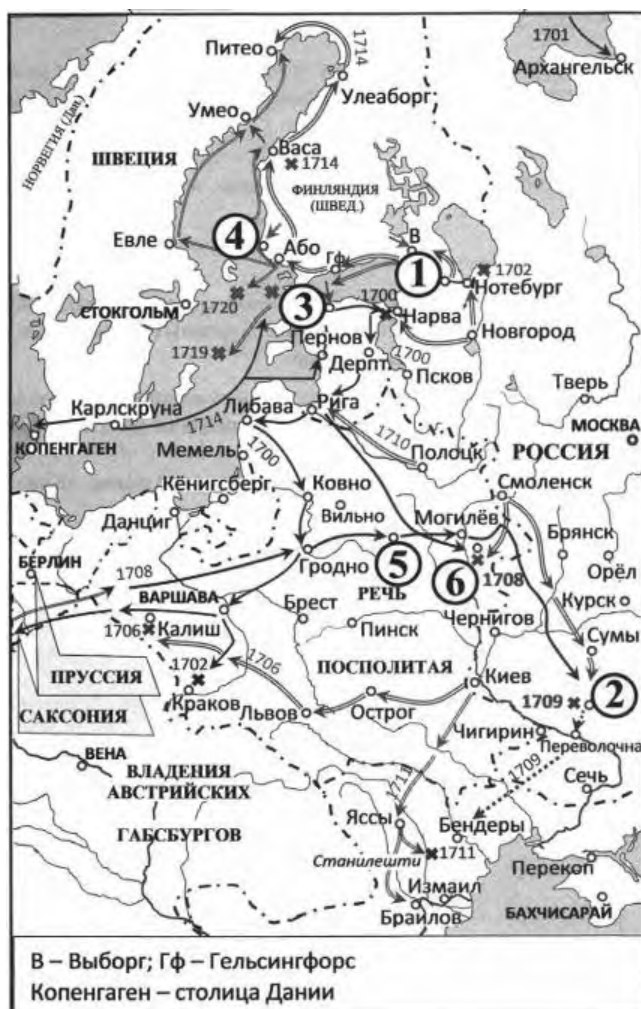 1701
Архангельск
Питео
1714
Улеаборг
НОРВЕГИЯ (Дан.)
Умео
Васа
1714
ШВЕЦИЯ
ФИНЛЯНДИЯ
(ШВЕД.)
4
В
Евле
Або
Гф
1
1702
Нотебург
СТОКГОЛЬМ
1720
3
1700
Нарва
Новгород
1719
Пернов
Дерпт
1700
Псков
Тверь
Карлскруна
1714
Либава
Рига
МОСКВА
КОПЕНГАГЕН
1710
Полоцк
РОССИЯ
Мемель
1700
Смоленск
Кёнигсберг
Ковно
Вильно
Могилёв
Брянск
Данциг
БЕРЛИН
1708
Гродно
5
6
1708
Орёл
РЕЧЬ
Курск
ВАРШАВА
Брест
Чернигов
1706
Калиш
Пинск
Сумы
ПРУССИЯ
1702
1706
ПОСПОЛИТАЯ
Киев
1709
2
САКСОНИЯ
Краков
Львов
Острог
Чигирин
Переволочна
ВЕНА
1711
1709
Сечь
ВЛАДЕНИЯ
АВСТРИЙСКИХ
ГАБСБУРГОВ
Яссы
Бендеры
Станилешти
1711
Перекоп
Измаил
Браилов
БАХЧИСАРАЙ
В – Выборг; Гф – Гельсингфорс
Копенгаген – столица Дании